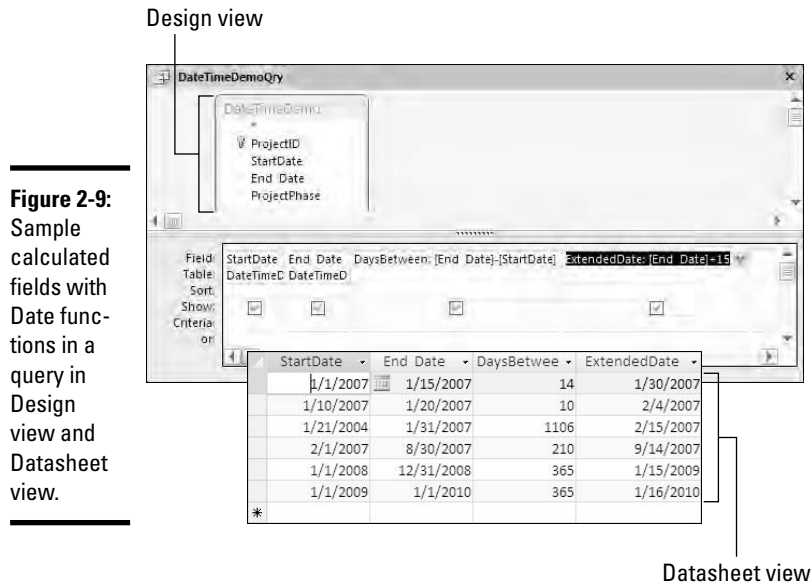 Design view
DateTimeDemoQry
DateTimeDemo
*
ProjectID
StartDate
End Date
ProjectPhase
Figure 2-9:
Sample
calculated
fields with
Date func-
tions in a
query in
Design
view and
Datasheet
view.
Field: StartDate End Date DaysBetween: [End Date]-[StartDate] ExtendedDate: [End Date]+15
Table: DateTimeD DateTimeD
Sort:
Show:
Criteria:
or:
StartDate End Date DaysBetwee ExtendedDate
1/1/2007 1/15/2007 14 1/30/2007
1/10/2007 1/20/2007 10 2/4/2007
1/21/2004 1/31/2007 1106 2/15/2007
2/1/2007 8/30/2007 210 9/14/2007
1/1/2008 12/31/2008 365 1/15/2009
1/1/2009 1/1/2010 365 1/16/2010
*
Datasheet view